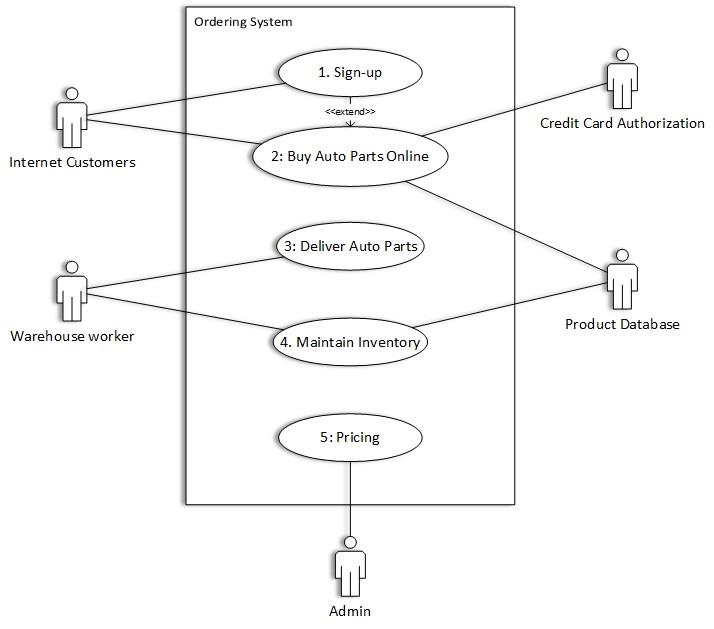 Ordering System
1. Sign-up
<<extend>>
Internet Customers
2: Buy Auto Parts Online
Credit Card Authorization
3: Deliver Auto Parts
Warehouse worker
4. Maintain Inventory
Product Database
5: Pricing
Admin